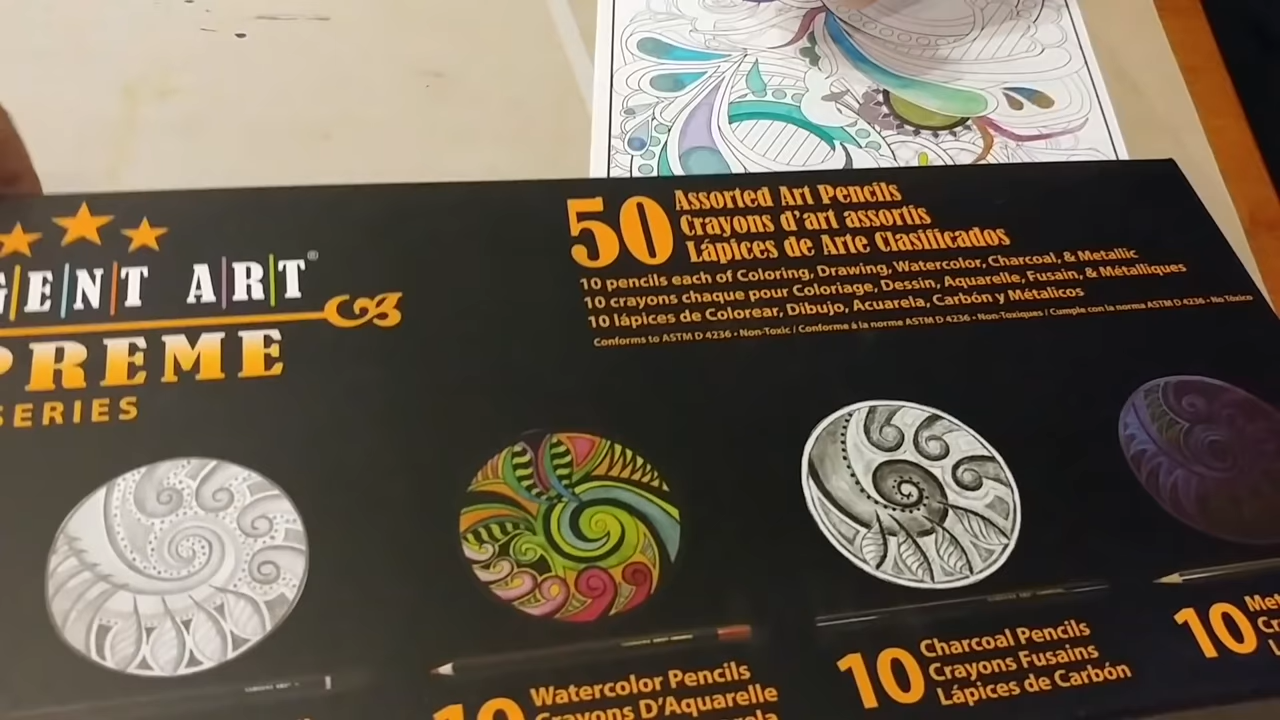 GENT ART®
PREME
SERIES
50 Assorted Art Pencils
Crayons d'art assortis
Lápices de Arte Clasificados
10 pencils each of Coloring, Drawing, Watercolor, Charcoal, & Metallic
10 crayons chaque pour Coloriage, Dessin, Aquarelle, Fusain, & Métalliques
10 lápices de Colorear, Dibujo, Acuarela, Carbón y Métalicos
Conforms to ASTM D 4236 • Non-Toxic / Conforme à la norme ASTM D 4236 • Non-Toxiques / Cumple con la norma ASTM D 4236 • No Tóxico
10 Watercolor Pencils
Crayons D'Aquarelle
10 Charcoal Pencils
Crayons Fusains
Lápices de Carbón
10